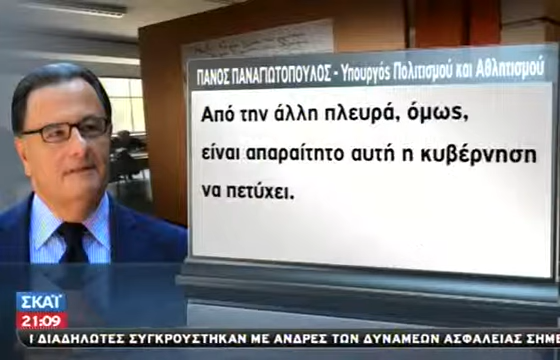 ΠΑΝΟΣ ΠΑΝΑΓΙΩΤΟΠΟΥΛΟΣ - Υπουργός Πολιτισμού και Αθλητισμού
Από την άλλη πλευρά, όμως,
είναι απαραίτητο αυτή η κυβέρνηση
να πετύχει.
ΣΚΑΪ
21:09
Ι ΔΙΑΔΗΛΩΤΕΣ ΣΥΓΚΡΟΥΣΤΗΚΑΝ ΜΕ ΑΝΔΡΕΣ ΤΩΝ ΔΥΝΑΜΕΩΝ ΑΣΦΑΛΕΙΑΣ ΣΗΜ